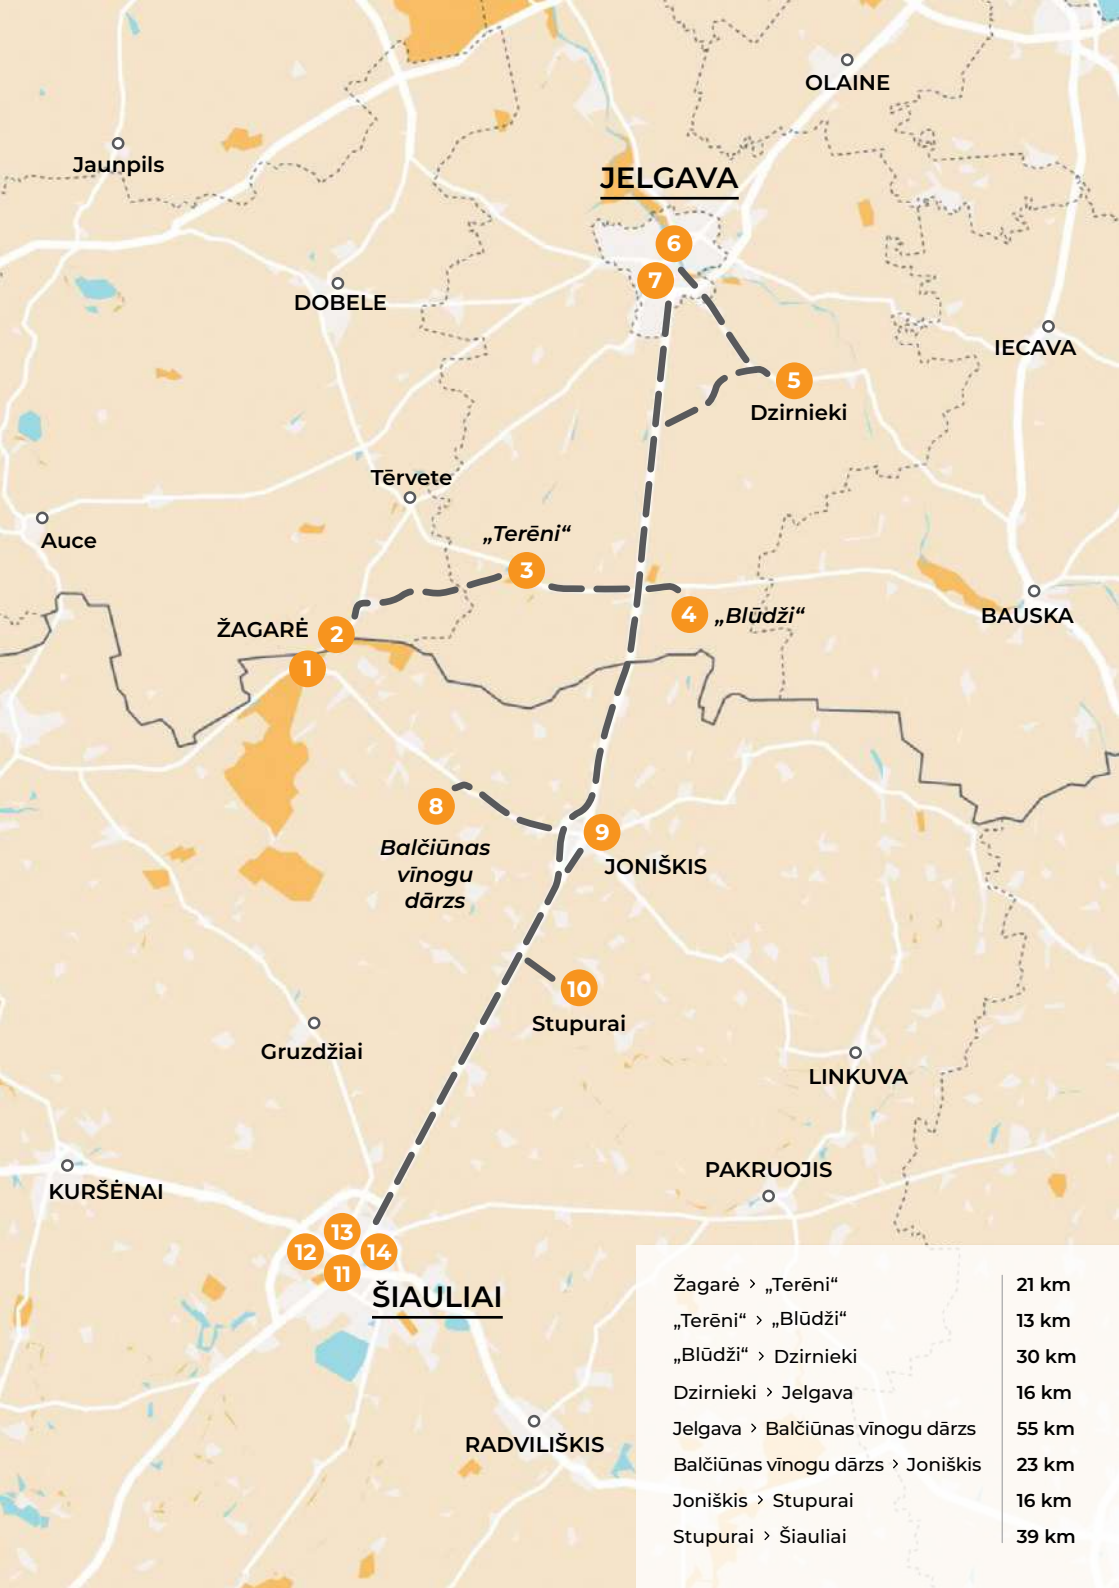 OLAINE
Jaunpils
JELGAVA
6
7
DOBELE
IECAVA
5
Dzirnieki
Tērvete
Auce
„Terēni“
3
4
„Blūdži“
BAUSKA
ŽAGARĖ
2
1
8
Balčiūnas
vīnogu
dārzs
9
JONIŠKIS
10
Stupurai
Gruzdžiai
LINKUVA
KURŠĖNAI
PAKRUOJIS
13
12
14
11
ŠIAULIAI
RADVILIŠKIS
Žagarė › „Terēni“ 21 km
„Terēni“ › „Blūdži“ 13 km
„Blūdži“ › Dzirnieki 30 km
Dzirnieki › Jelgava 16 km
Jelgava › Balčiūnas vīnogu dārzs 55 km
Balčiūnas vīnogu dārzs › Joniškis 23 km
Joniškis › Stupurai 16 km
Stupurai › Šiauliai 39 km